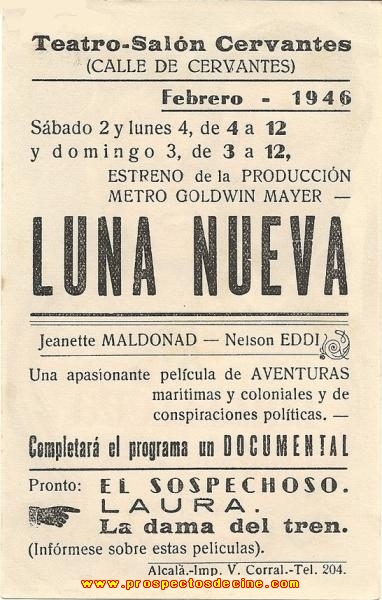 Teatro-Salón Cervantes
(CALLE DE CERVANTES)
Febrero - 1946
Sábado 2 y lunes 4, de 4 a 12
y domingo 3, de 3 a 12,
ESTRENO de la PRODUCCIÓN
METRO GOLDWIN MAYER —
LUNA NUEVA
Jeanette MALDONAD — Nelson EDDI
Una apasionante película de AVENTURAS
maritimas y coloniales y de
conspiraciones políticas. —
Completará el programa un DOCUMENTAL
Pronto: EL SOSPECHOSO.
LAURA.
La dama del tren.
(Infórmese sobre estas películas).
Alcalá.-Imp. V. Corral.-Tel. 204.
www.prospectosdecine.com